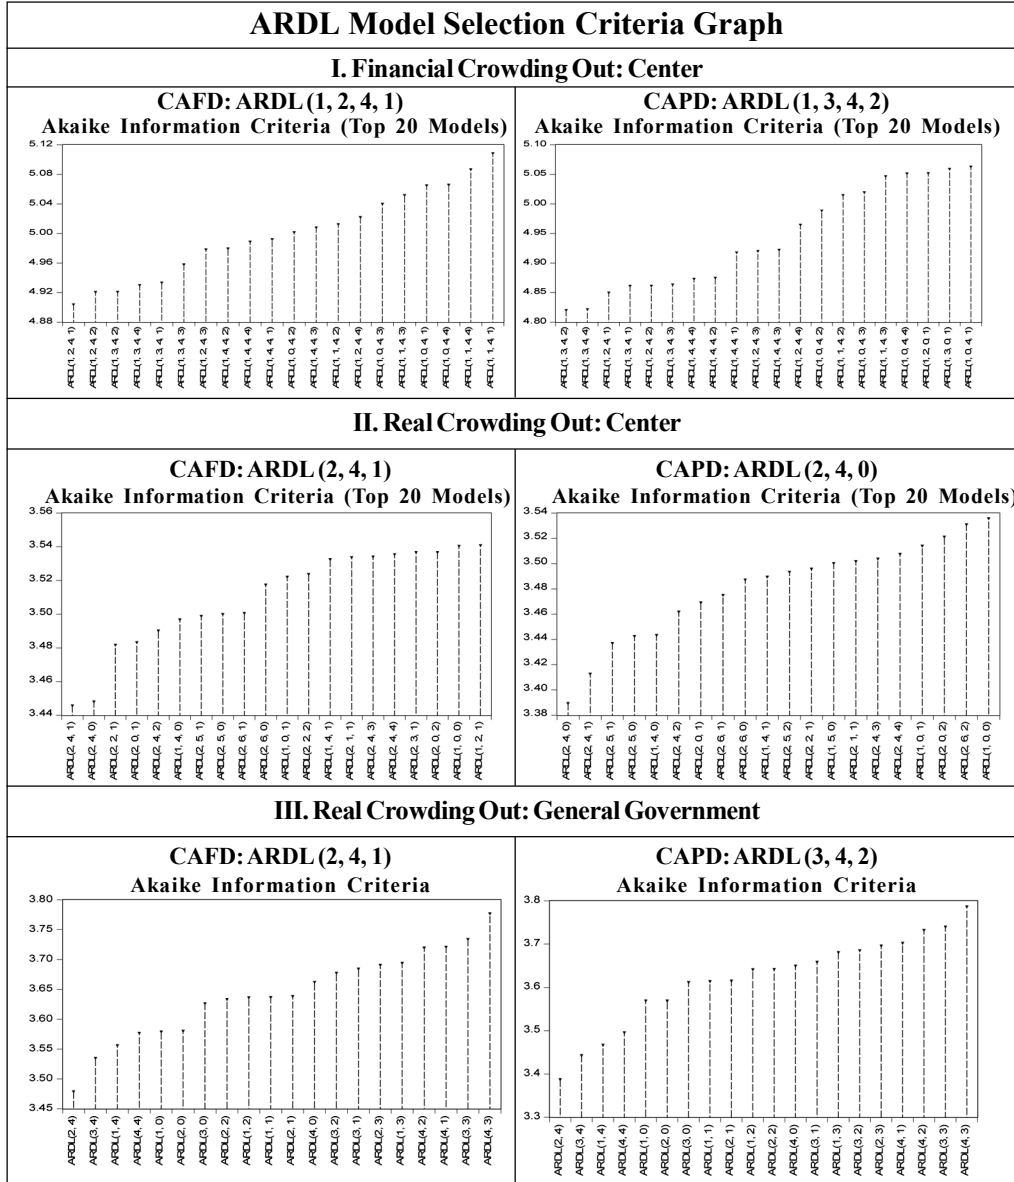 ARDL Model Selection Criteria Graph
I. Financial Crowding Out: Center
CAFD: ARDL (1, 2, 4, 1)
Akaike Information Criteria (Top 20 Models)
5.12
5.08
5.04
5.00
4.96
4.92
4.88
ARDL(1, 2, 4, 1)
ARDL(1, 2, 4, 2)
ARDL(1, 3, 4, 2)
ARDL(1, 3, 4, 4)
ARDL(1, 3, 4, 1)
ARDL(1, 3, 4, 3)
ARDL(1, 2, 4, 3)
ARDL(1, 4, 4, 2)
ARDL(1, 4, 4, 4)
ARDL(1, 4, 4, 1)
ARDL(1, 0, 4, 2)
ARDL(1, 4, 4, 3)
ARDL(1, 1, 4, 2)
ARDL(1, 2, 4, 4)
ARDL(1, 0, 4, 3)
ARDL(1, 1, 4, 3)
ARDL(1, 0, 4, 1)
ARDL(1, 0, 4, 4)
ARDL(1, 1, 4, 4)
ARDL(1, 1, 4, 1)
CAPD: ARDL (1, 3, 4, 2)
Akaike Information Criteria (Top 20 Models)
5.10
5.05
5.00
4.95
4.90
4.85
4.80
ARDL(1, 3, 4, 2)
ARDL(1, 3, 4, 4)
ARDL(1, 2, 4, 1)
ARDL(1, 3, 4, 1)
ARDL(1, 2, 4, 2)
ARDL(1, 3, 4, 3)
ARDL(1, 4, 4, 4)
ARDL(1, 4, 4, 2)
ARDL(1, 4, 4, 1)
ARDL(1, 2, 4, 3)
ARDL(1, 4, 4, 3)
ARDL(1, 2, 4, 4)
ARDL(1, 0, 4, 2)
ARDL(1, 1, 4, 2)
ARDL(1, 0, 4, 3)
ARDL(1, 1, 4, 3)
ARDL(1, 0, 4, 4)
ARDL(1, 2, 0, 1)
ARDL(1, 3, 0, 1)
ARDL(1, 0, 4, 1)
II. Real Crowding Out: Center
CAFD: ARDL (2, 4, 1)
Akaike Information Criteria (Top 20 Models)
3.56
3.54
3.52
3.50
3.48
3.46
3.44
ARDL(2, 4, 1)
ARDL(2, 4, 0)
ARDL(2, 2, 1)
ARDL(2, 0, 1)
ARDL(2, 4, 2)
ARDL(1, 4, 0)
ARDL(2, 5, 1)
ARDL(2, 5, 0)
ARDL(2, 6, 1)
ARDL(2, 6, 0)
ARDL(1, 0, 1)
ARDL(2, 2, 2)
ARDL(1, 4, 1)
ARDL(2, 1, 1)
ARDL(2, 4, 3)
ARDL(2, 4, 4)
ARDL(2, 3, 1)
ARDL(2, 0, 2)
ARDL(1, 0, 0)
ARDL(1, 2, 1)
CAPD: ARDL (2, 4, 0)
Akaike Information Criteria (Top 20 Models)
3.54
3.50
3.48
3.46
3.44
3.42
3.40
3.38
ARDL(2, 4, 0)
ARDL(2, 4, 1)
ARDL(2, 5, 1)
ARDL(2, 5, 0)
ARDL(1, 4, 0)
ARDL(2, 4, 2)
ARDL(2, 0, 1)
ARDL(2, 6, 1)
ARDL(2, 6, 0)
ARDL(1, 4, 1)
ARDL(2, 5, 2)
ARDL(2, 2, 1)
ARDL(1, 5, 0)
ARDL(2, 1, 1)
ARDL(2, 4, 3)
ARDL(2, 4, 4)
ARDL(1, 0, 1)
ARDL(2, 0, 2)
ARDL(2, 6, 2)
ARDL(1, 0, 0)
III. Real Crowding Out: General Government
CAFD: ARDL (2, 4, 1)
Akaike Information Criteria
3.80
3.75
3.70
3.65
3.60
3.55
3.50
3.45
ARDL(2, 4)
ARDL(3, 4)
ARDL(1, 4)
ARDL(4, 4)
ARDL(1, 0)
ARDL(2, 0)
ARDL(3, 0)
ARDL(2, 2)
ARDL(1, 2)
ARDL(1, 1)
ARDL(2, 1)
ARDL(4, 0)
ARDL(3, 2)
ARDL(3, 1)
ARDL(2, 3)
ARDL(1, 3)
ARDL(4, 2)
ARDL(4, 1)
ARDL(3, 3)
ARDL(4, 3)
CAPD: ARDL (3, 4, 2)
Akaike Information Criteria
3.8
3.7
3.6
3.5
3.4
3.3
ARDL(2, 4)
ARDL(3, 4)
ARDL(1, 4)
ARDL(4, 4)
ARDL(1, 0)
ARDL(2, 0)
ARDL(3, 0)
ARDL(1, 1)
ARDL(2, 1)
ARDL(1, 2)
ARDL(2, 2)
ARDL(4, 0)
ARDL(3, 1)
ARDL(1, 3)
ARDL(3, 2)
ARDL(2, 3)
ARDL(4, 1)
ARDL(4, 2)
ARDL(3, 3)
ARDL(4, 3)